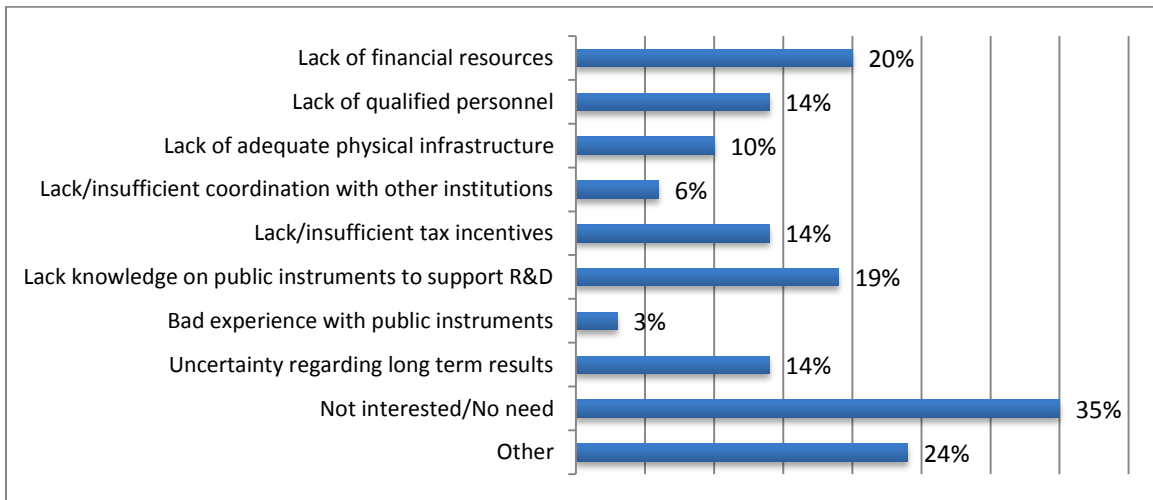 Lack of financial resources 20%
Lack of qualified personnel 14%
Lack of adequate physical infrastructure 10%
Lack/insufficient coordination with other institutions 6%
Lack/insufficient tax incentives 14%
Lack knowledge on public instruments to support R&D 19%
Bad experience with public instruments 3%
Uncertainty regarding long term results 14%
Not interested/No need 35%
Other 24%